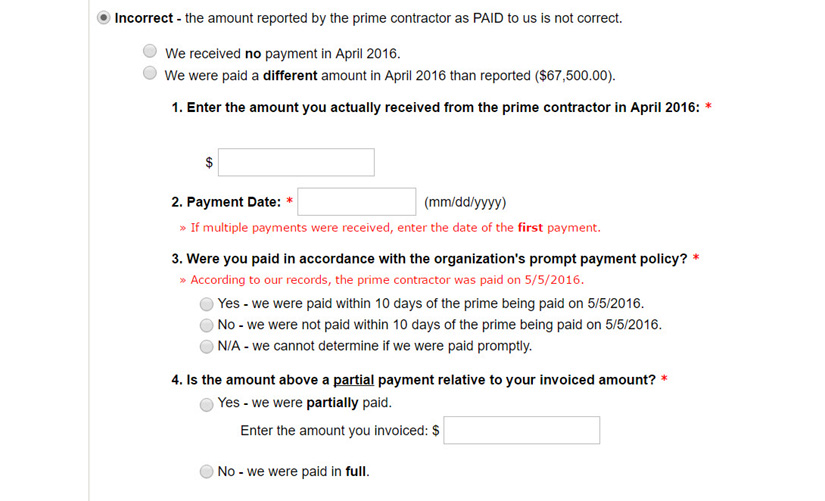 Incorrect - the amount reported by the prime contractor as PAID to us is not correct.
We received no payment in April 2016.
We were paid a different amount in April 2016 than reported ($67,500.00).
1. Enter the amount you actually received from the prime contractor in April 2016: *
$
2. Payment Date: * (mm/dd/yyyy)
» If multiple payments were received, enter the date of the first payment.
3. Were you paid in accordance with the organization's prompt payment policy? *
» According to our records, the prime contractor was paid on 5/5/2016.
Yes - we were paid within 10 days of the prime being paid on 5/5/2016.
No - we were not paid within 10 days of the prime being paid on 5/5/2016.
N/A - we cannot determine if we were paid promptly.
4. Is the amount above a partial payment relative to your invoiced amount? *
Yes - we were partially paid.
Enter the amount you invoiced: $
No - we were paid in full.